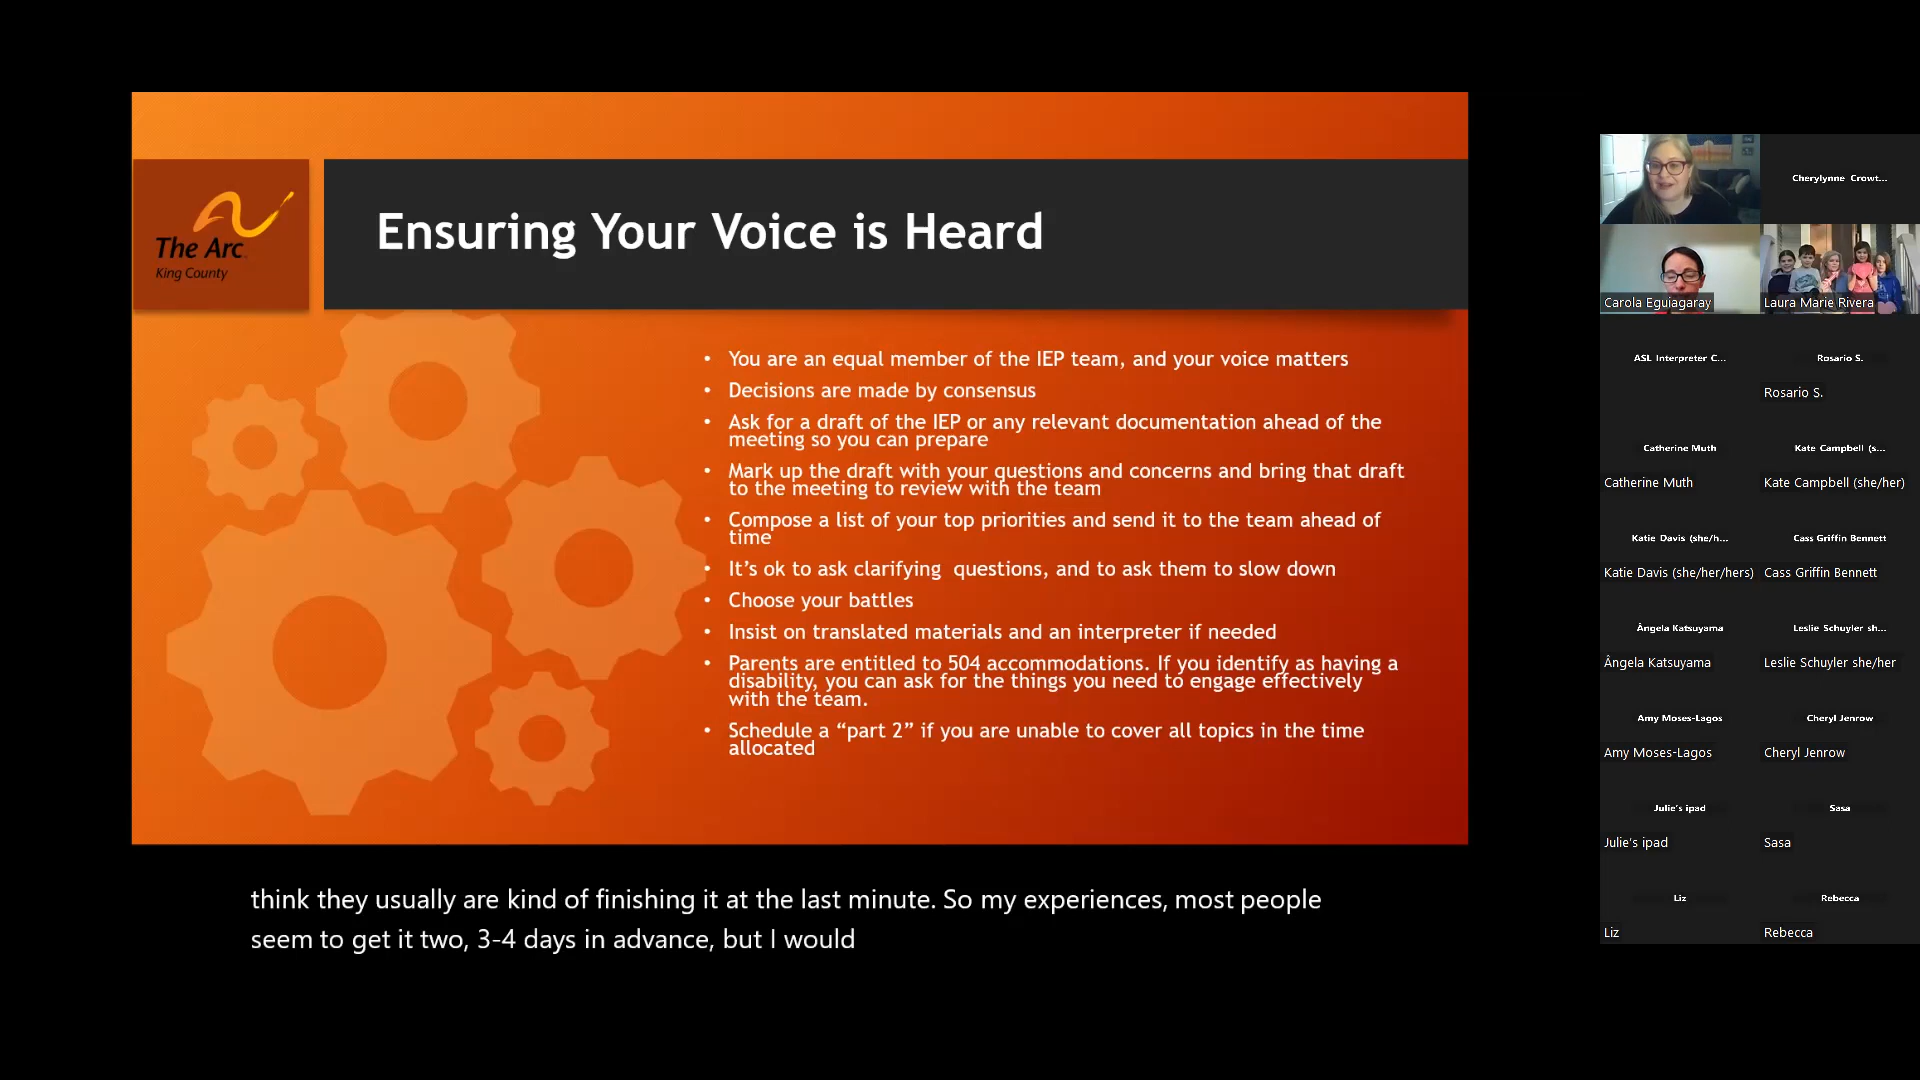 The Arc
King County
Ensuring Your Voice is Heard
• You are an equal member of the IEP team, and your voice matters
• Decisions are made by consensus
• Ask for a draft of the IEP or any relevant documentation ahead of the
meeting so you can prepare
• Mark up the draft with your questions and concerns and bring that draft
to the meeting to review with the team
• Compose a list of your top priorities and send it to the team ahead of
time
• It’s ok to ask clarifying  questions, and to ask them to slow down
• Choose your battles
• Insist on translated materials and an interpreter if needed
• Parents are entitled to 504 accommodations. If you identify as having a
disability, you can ask for the things you need to engage effectively
with the team.
• Schedule a “part 2” if you are unable to cover all topics in the time
allocated
think they usually are kind of finishing it at the last minute. So my experiences, most people
seem to get it two, 3-4 days in advance, but I would
Cherylynne Crowt...
Carola Eguiagaray
Laura Marie Rivera
ASL Interpreter C...
Rosario S.
Rosario S.
Catherine Muth
Kate Campbell (s...
Catherine Muth
Kate Campbell (she/her)
Katie Davis (she/h...
Cass Griffin Bennett
Katie Davis (she/her/hers)
Cass Griffin Bennett
Ângela Katsuyama
Leslie Schuyler sh...
Ângela Katsuyama
Leslie Schuyler she/her
Amy Moses-Lagos
Cheryl Jenrow
Amy Moses-Lagos
Cheryl Jenrow
Julie's ipad
Sasa
Julie's ipad
Sasa
Liz
Rebecca
Liz
Rebecca